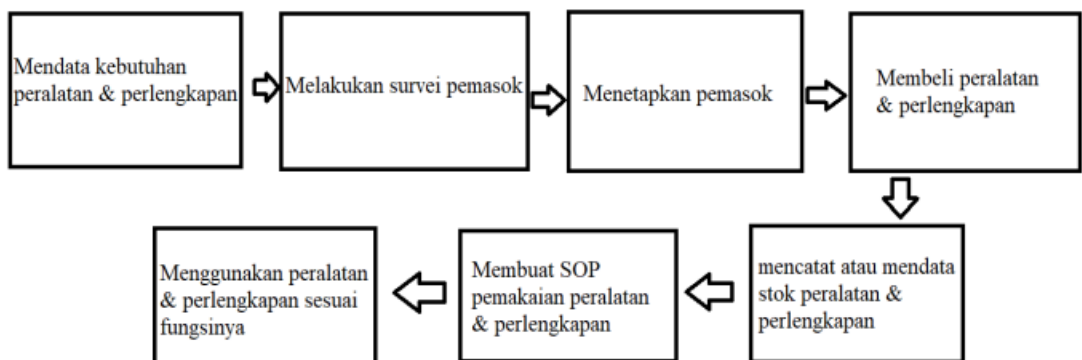 Mendata kebutuhan
peralatan & perlengkapan
Melakukan survei pemasok
Menetapkan pemasok
Membeli peralatan
& perlengkapan
mencatat atau mendata
stok peralatan &
perlengkapan
Membuat SOP
pemakaian peralatan
& perlengkapan
Menggunakan peralatan
& perlengkapan sesuai
fungsinya